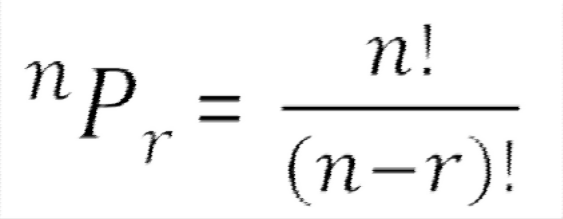 ⁿPᵣ = n! / (n−r)!